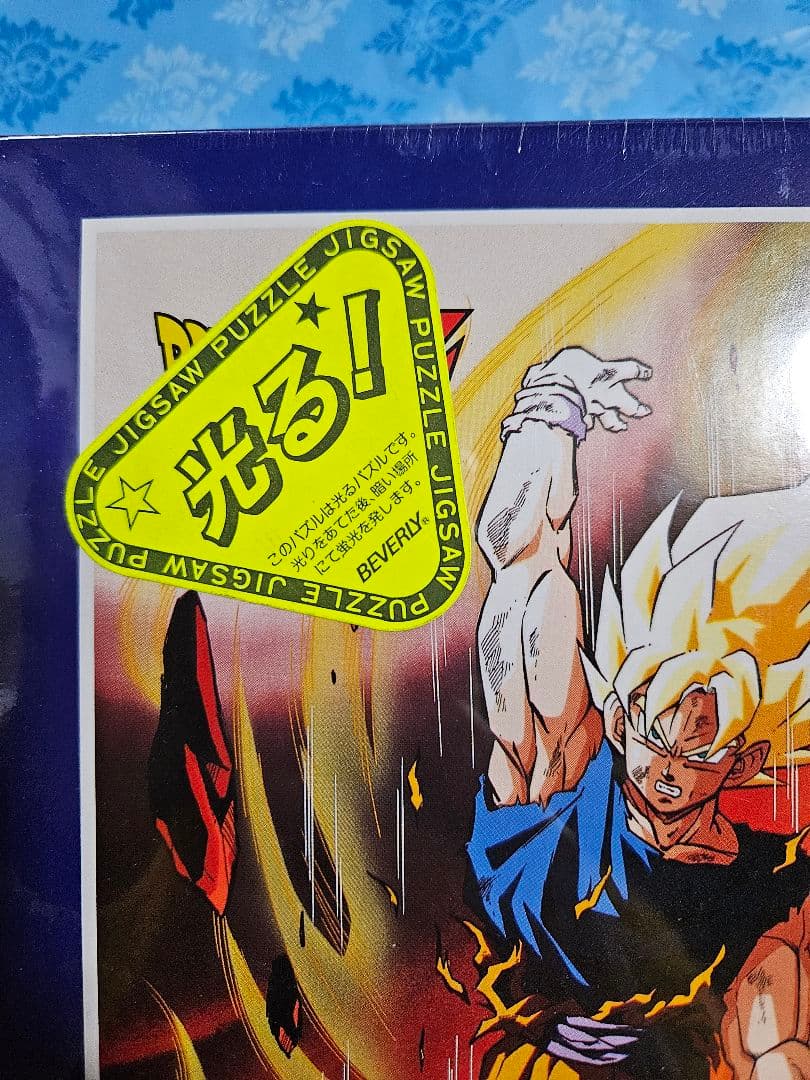 JIGSAW PUZZLE JIGSAW PUZZLE JIGSAW PUZZLE JIGSAW PUZZLE
光る!
このパズルは光るパズルです。
光りをあてた後、暗い場所
にて蛍光を発します。
BEVERLY®